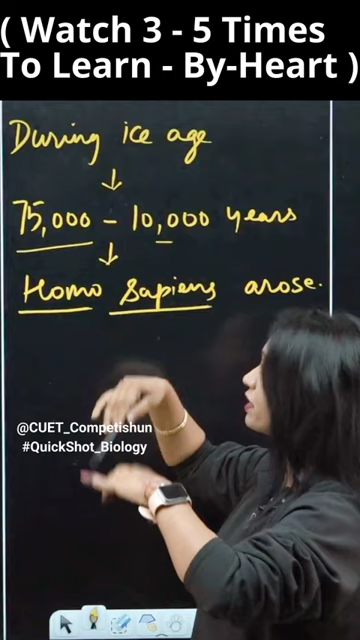 ( Watch 3 - 5 Times
To Learn - By-Heart )
During ice age
↓
75,000 - 10,000 years
↓
Homo Sapiens arose.
@CUET_Competishun
#QuickShot_Biology